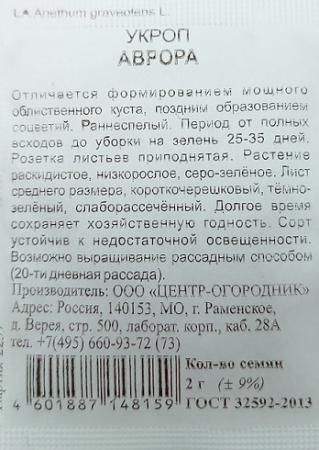 LA Anethum graveolens L.
УКРОП
АВРОРА
Отличается формированием мощного
облиственного куста, поздним образованием
соцветий. Раннеспелый. Период от полных
всходов до уборки на зелень 25-35 дней.
Розетка листьев приподнятая. Растение
раскидистое, низкорослое, серо-зелёное. Лист
среднего размера, короткочерешковый, тёмно-
зелёный, слаборассечённый. Долгое время
сохраняет хозяйственную годность. Сорт
устойчив к недостаточной освещенности.
Возможно выращивание рассадным способом
(20-ти дневная рассада).
Производитель: ООО «ЦЕНТР-ОГОРОДНИК»
Адрес: Россия, 140153, МО, г. Раменское,
д. Верея, стр. 500, лаборат. корп., каб. 28А
тел. +7(495) 660-93-72 (73)
Кол-во семян
2 г (± 9%)
ГОСТ 32592-2013
4 601887 148159